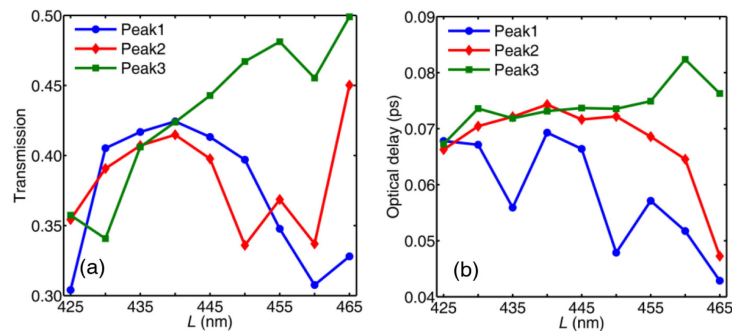 0.50
0.45
0.40
0.35
0.30
Transmission
Peak1
Peak2
Peak3
(a)
425 435 445 455 465
L (nm)
0.09
0.08
0.07
0.06
0.05
0.04
Optical delay (ps)
Peak1
Peak2
Peak3
(b)
425 435 445 455 465
L (nm)